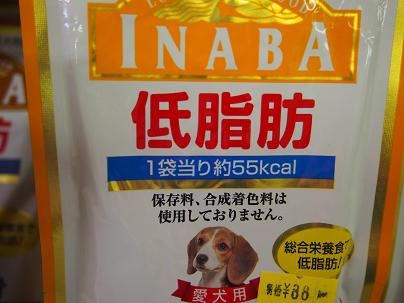 INABA
低脂肪
1袋当り約55kcal
保存料、合成着色料は
使用しておりません。
総合栄養食で
低脂肪!
愛犬用
¥88